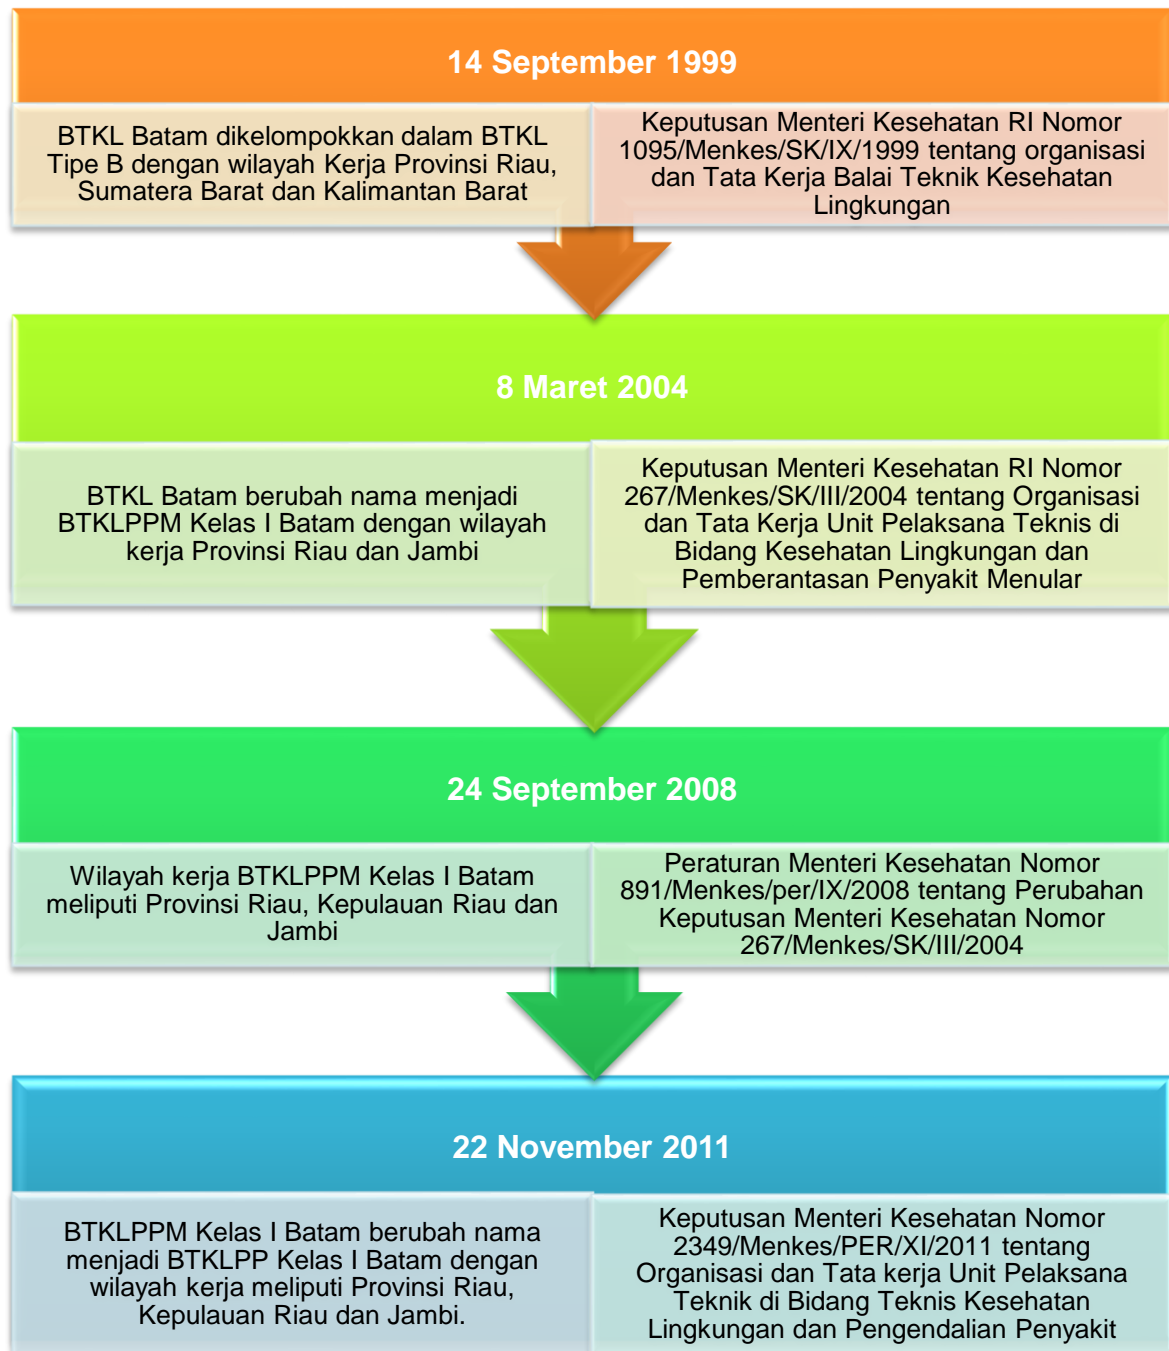 14 September 1999
BTKL Batam dikelompokkan dalam BTKL
Tipe B dengan wilayah Kerja Provinsi Riau,
Sumatera Barat dan Kalimantan Barat
Keputusan Menteri Kesehatan RI Nomor
1095/Menkes/SK/IX/1999 tentang organisasi
dan Tata Kerja Balai Teknik Kesehatan
Lingkungan
8 Maret 2004
BTKL Batam berubah nama menjadi
BTKLPPM Kelas I Batam dengan wilayah
kerja Provinsi Riau dan Jambi
Keputusan Menteri Kesehatan RI Nomor
267/Menkes/SK/III/2004 tentang Organisasi
dan Tata Kerja Unit Pelaksana Teknis di
Bidang Kesehatan Lingkungan dan
Pemberantasan Penyakit Menular
24 September 2008
Wilayah kerja BTKLPPM Kelas I Batam
meliputi Provinsi Riau, Kepulauan Riau dan
Jambi
Peraturan Menteri Kesehatan Nomor
891/Menkes/per/IX/2008 tentang Perubahan
Keputusan Menteri Kesehatan Nomor
267/Menkes/SK/III/2004
22 November 2011
BTKLPPM Kelas I Batam berubah nama
menjadi BTKLPP Kelas I Batam dengan
wilayah kerja meliputi Provinsi Riau,
Kepulauan Riau dan Jambi.
Keputusan Menteri Kesehatan Nomor
2349/Menkes/PER/XI/2011 tentang
Organisasi dan Tata kerja Unit Pelaksana
Teknik di Bidang Teknis Kesehatan
Lingkungan dan Pengendalian Penyakit